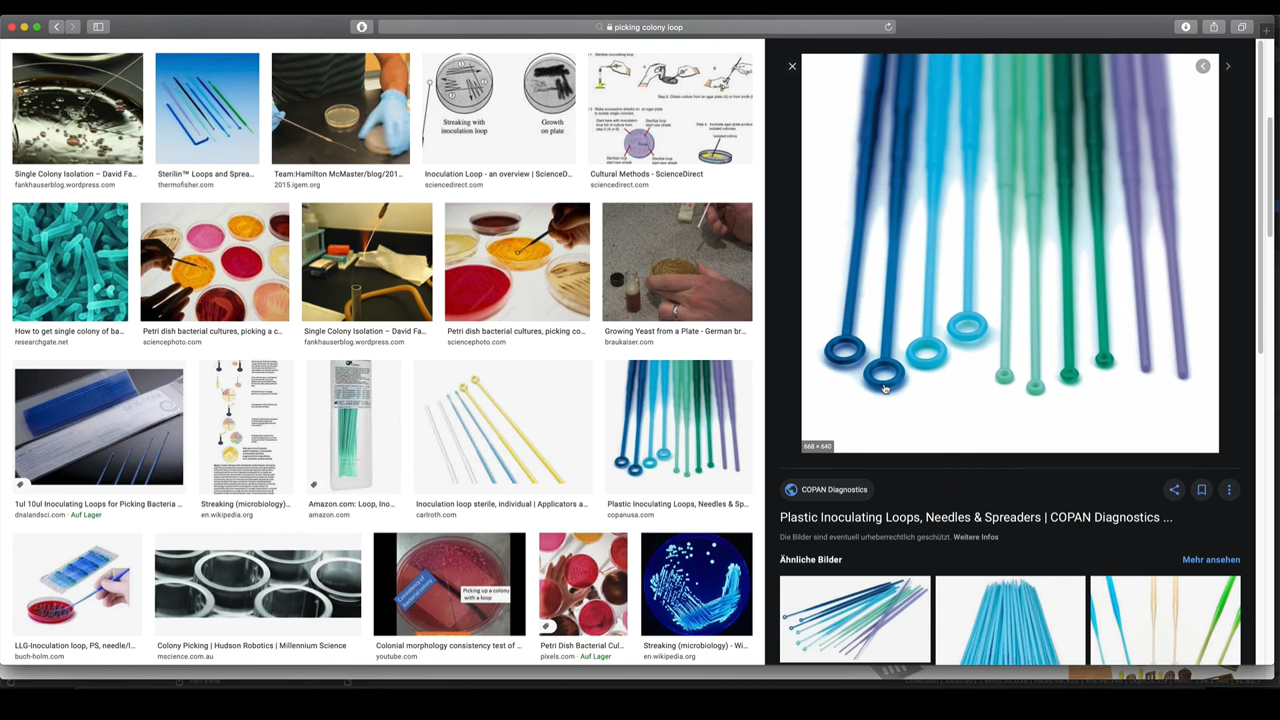 picking colony loop
Streaking with
inoculation loop
Growth
on plate
Single Colony Isolation – David Fa...
fankhauserblog.wordpress.com
Sterilin™ Loops and Sprea...
thermofisher.com
Team:Hamilton McMaster/blog/201...
2015.igem.org
Inoculation Loop - an overview | ScienceD...
sciencedirect.com
Cultural Methods - ScienceDirect
sciencedirect.com
How to get single colony of ba...
researchgate.net
Petri dish bacterial cultures, picking a c...
sciencephoto.com
Single Colony Isolation – David Fa...
fankhauserblog.wordpress.com
Petri dish bacterial cultures, picking co...
sciencephoto.com
Growing Yeast from a Plate - German br...
braukaiser.com
1ul 10ul Inoculating Loops for Picking Bacteria ...
dnalandsci.com · Auf Lager
Streaking (microbiology) -...
en.wikipedia.org
Amazon.com: Loop, Ino...
amazon.com
Inoculation loop sterile, individual | Applicators a...
carlroth.com
Plastic Inoculating Loops, Needles & Sp...
copanusa.com
Picking up a colony
with a loop
LLG-Inoculation loop, PS, needle/l...
buch-holm.com
Colony Picking | Hudson Robotics | Millennium Science
mscience.com.au
Colonial morphology consistency test of ...
youtube.com
Petri Dish Bacterial Cul...
pixels.com · Auf Lager
Streaking (microbiology) - Wi...
en.wikipedia.org
668 × 640
COPAN Diagnostics
Plastic Inoculating Loops, Needles & Spreaders | COPAN Diagnostics ...
Die Bilder sind eventuell urheberrechtlich geschützt. Weitere Infos
Ähnliche Bilder
Mehr ansehen